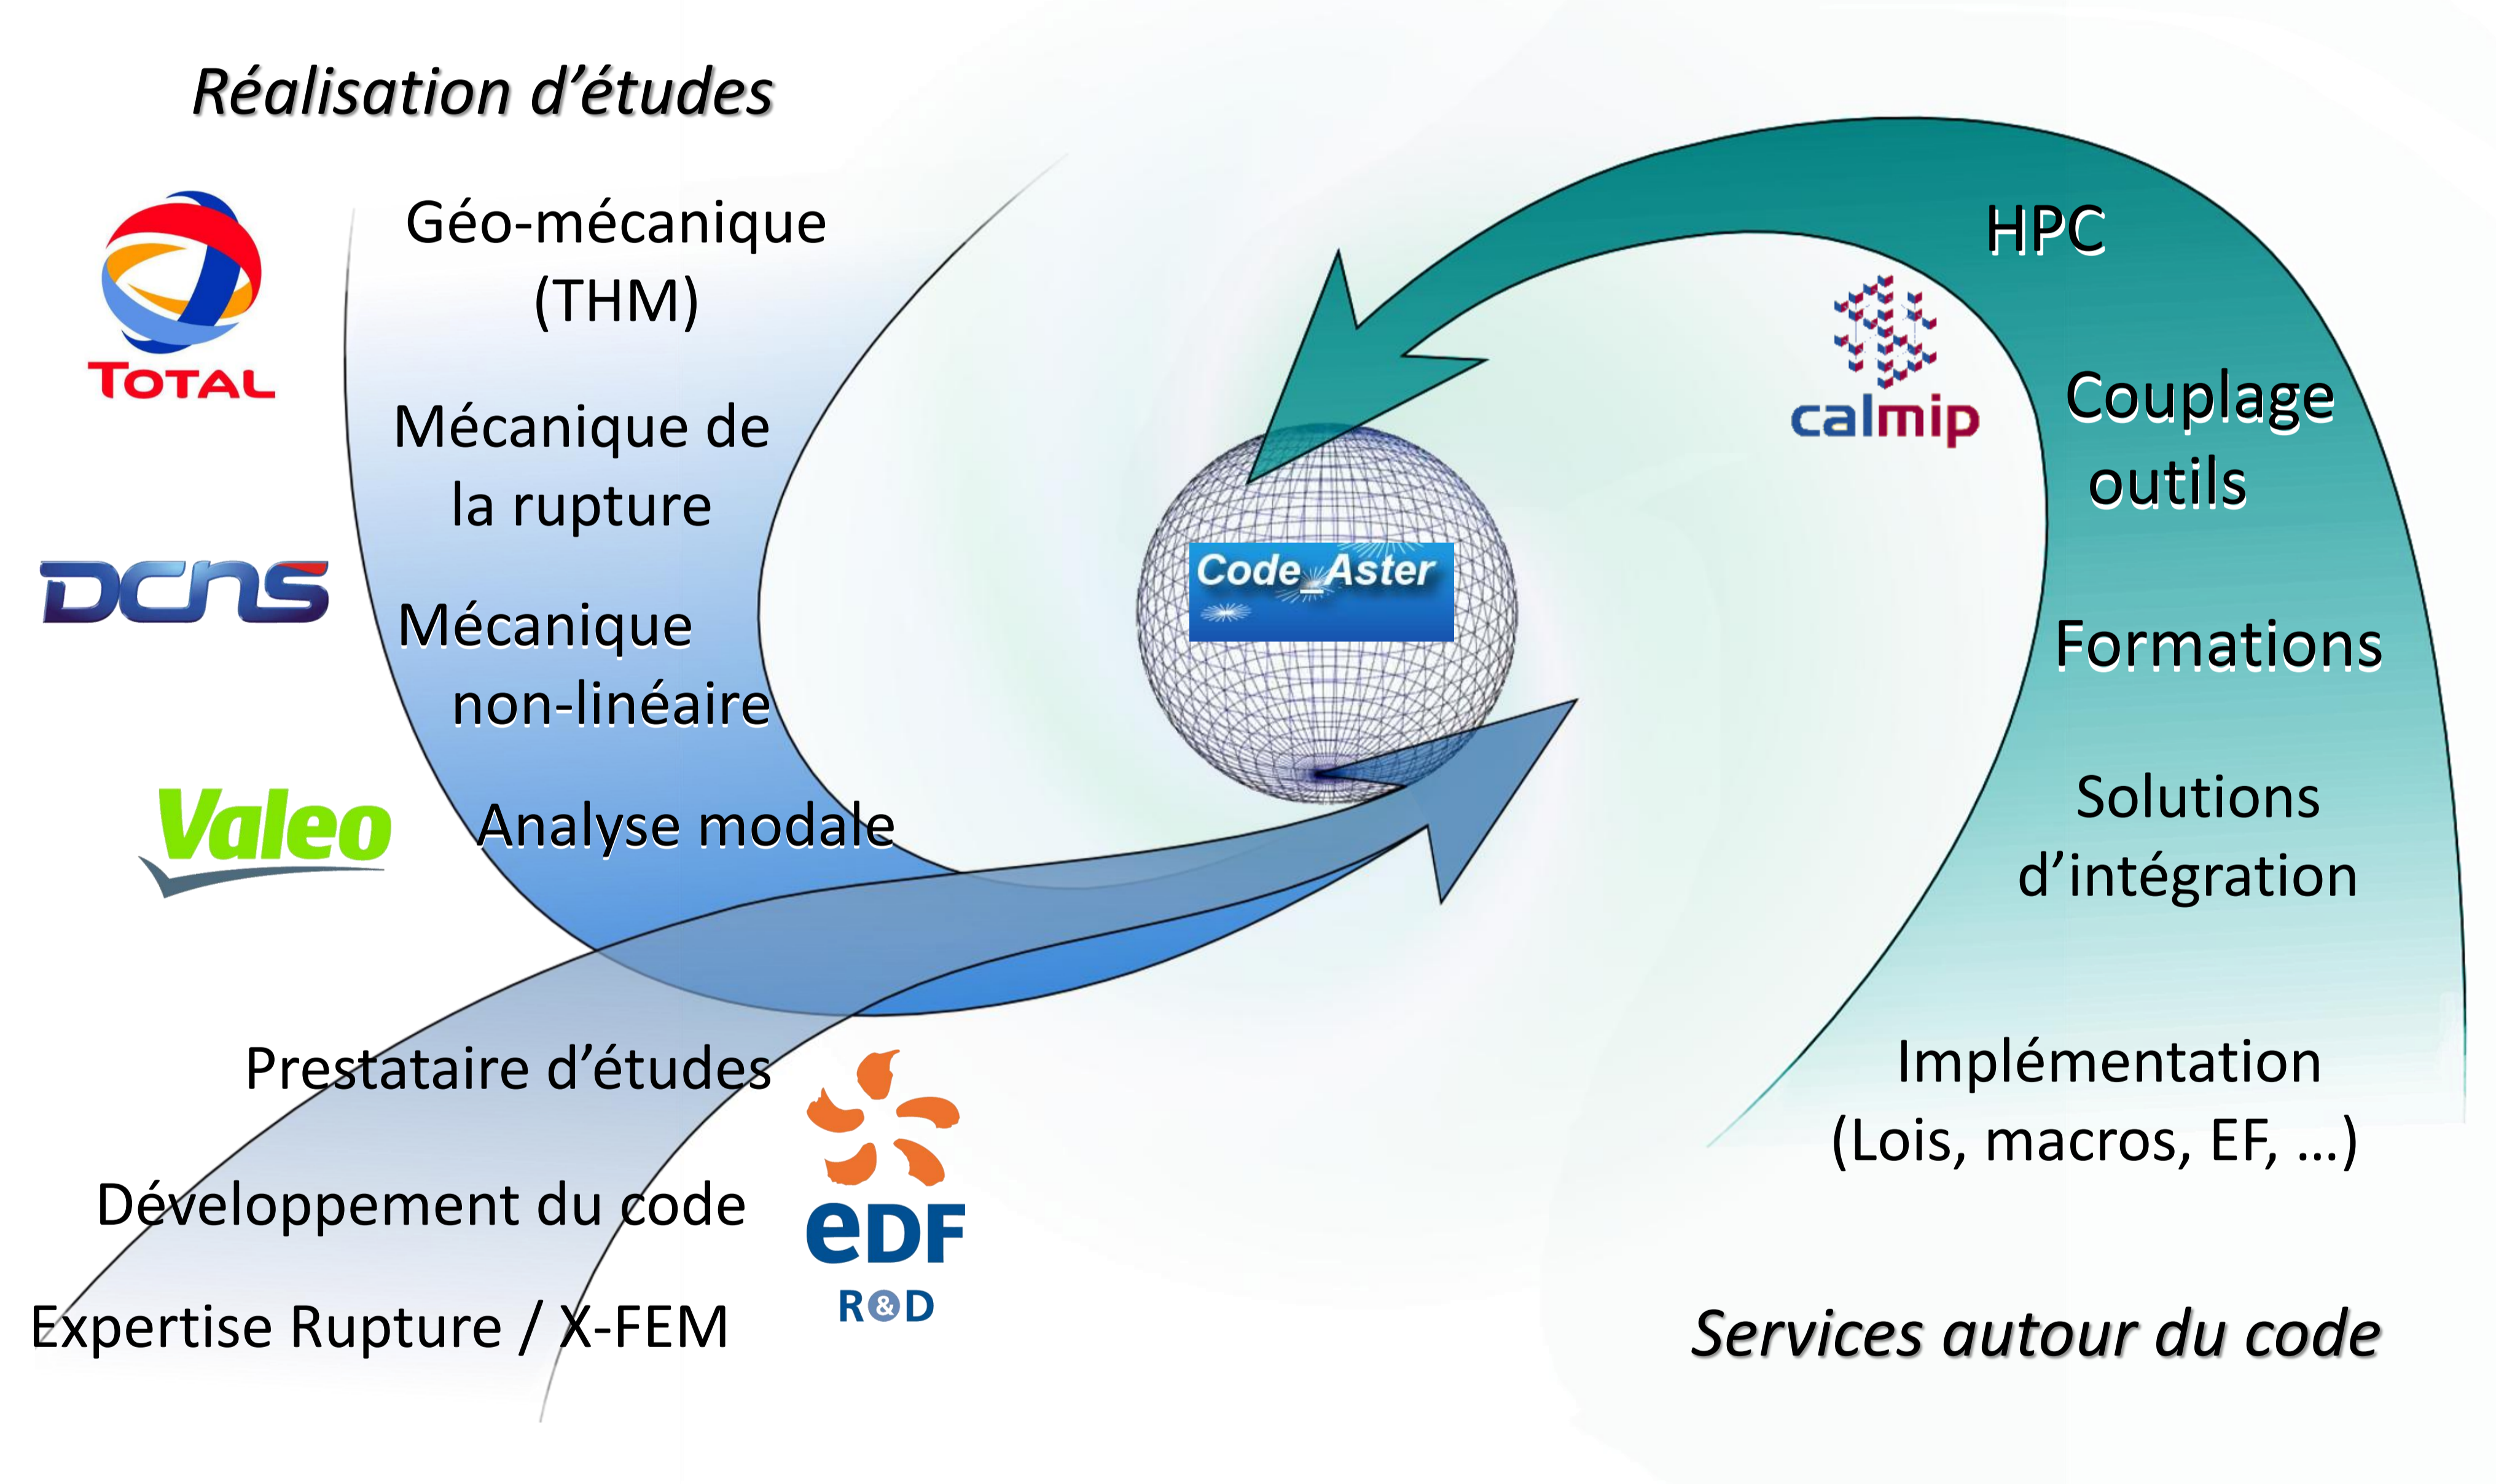 Réalisation d’études
Géo-mécanique
(THM)
TOTAL
Mécanique de
la rupture
DCNS
Mécanique
non-linéaire
Valeo
Analyse modale
Prestataire d’études
Développement du code
Expertise Rupture / X-FEM
eDF
R&D
Code_Aster
HPC
calmip
Couplage
outils
Formations
Solutions
d’intégration
Implémentation
(Lois, macros, EF, …)
Services autour du code